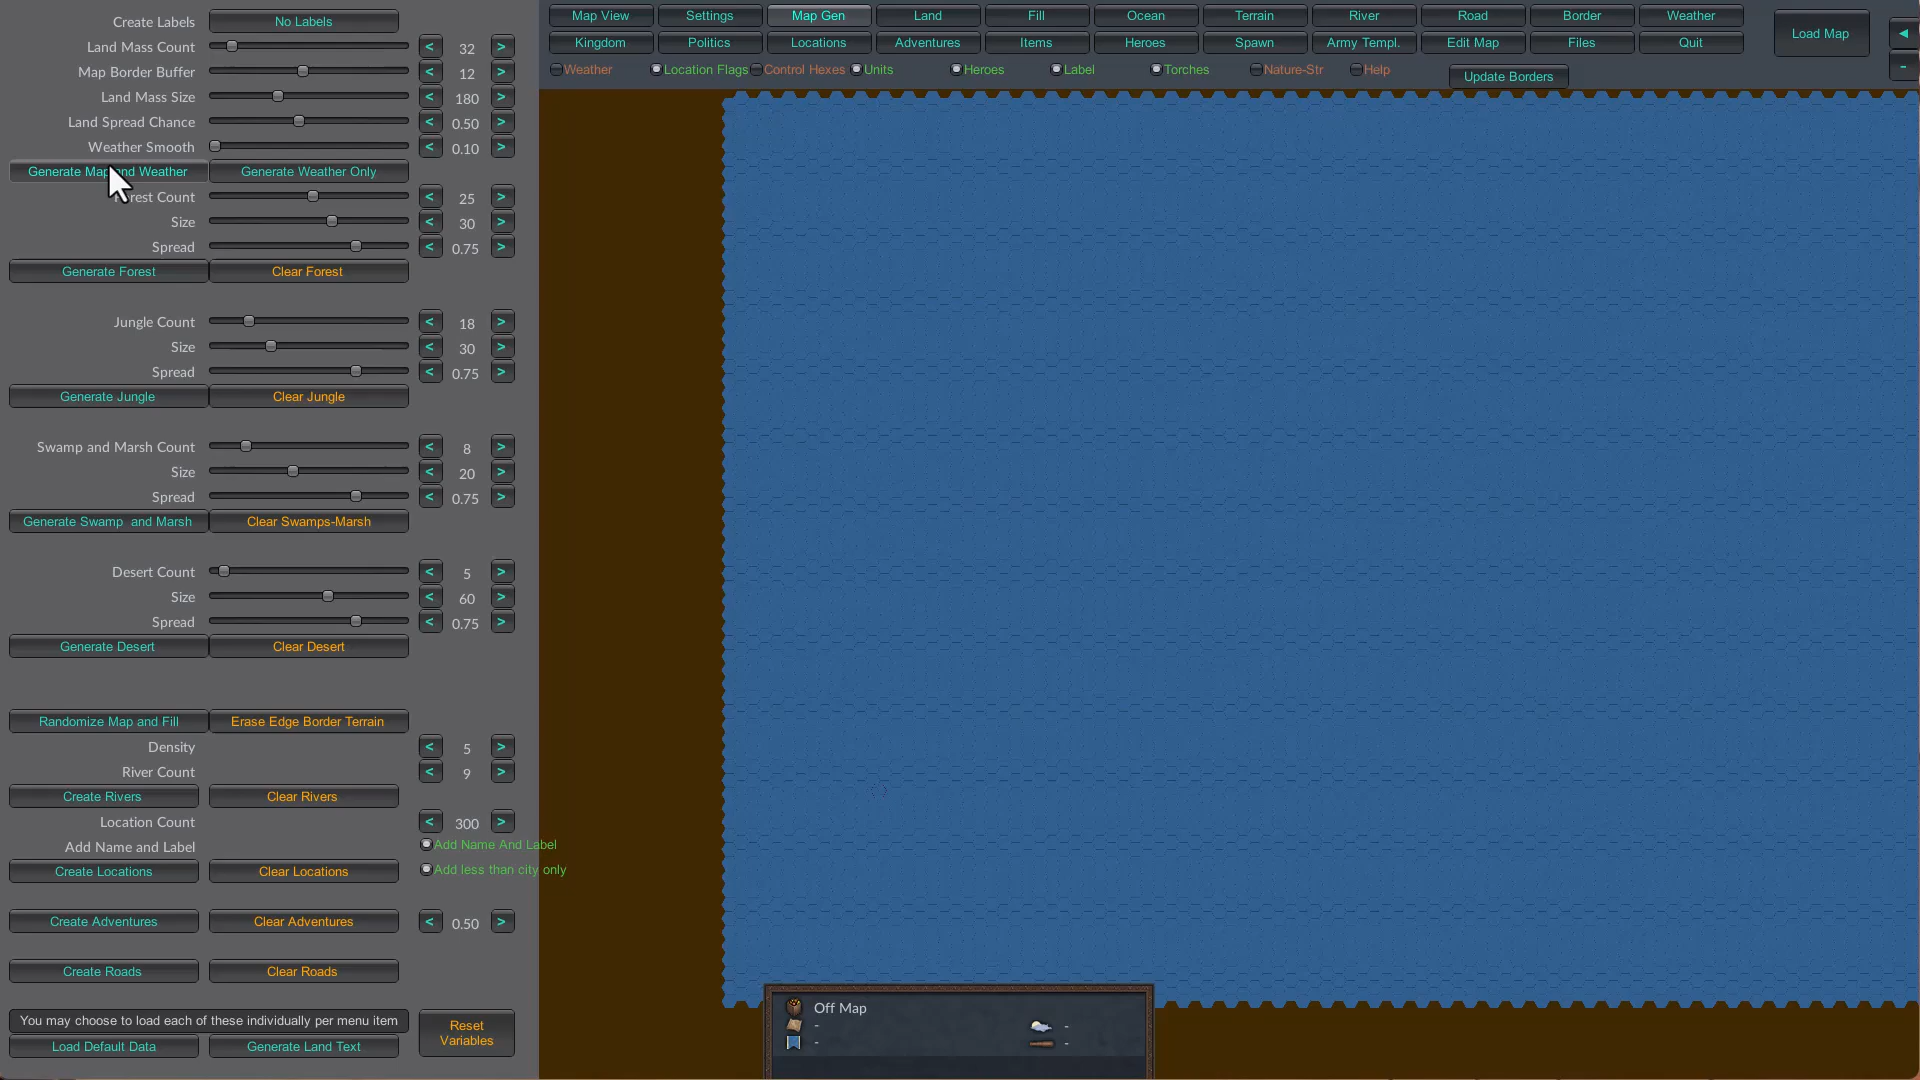 Create Labels No Labels
Land Mass Count < 32 >
Map Border Buffer < 12 >
Land Mass Size < 180 >
Land Spread Chance < 0.50 >
Weather Smooth < 0.10 >
Generate Map and Weather Generate Weather Only
Forest Count < 25 >
Size < 30 >
Spread < 0.75 >
Generate Forest Clear Forest
Jungle Count < 18 >
Size < 30 >
Spread < 0.75 >
Generate Jungle Clear Jungle
Swamp and Marsh Count < 8 >
Size < 20 >
Spread < 0.75 >
Generate Swamp and Marsh Clear Swamps-Marsh
Desert Count < 5 >
Size < 60 >
Spread < 0.75 >
Generate Desert Clear Desert
Randomize Map and Fill Erase Edge Border Terrain
Density < 5 >
River Count < 9 >
Create Rivers Clear Rivers
Location Count < 300 >
Add Name and Label Add Name And Label
Create Locations Clear Locations Add less than city only
Create Adventures Clear Adventures < 0.50 >
Create Roads Clear Roads
You may choose to load each of these individually per menu item
Load Default Data Generate Land Text
Reset
Variables
Map View Settings Map Gen Land Fill Ocean Terrain River Road Border Weather
Kingdom Politics Locations Adventures Items Heroes Spawn Army Templ. Edit Map Files Quit
Weather Location Flags Control Hexes Units Heroes Label Torches Nature-Str Help
Update Borders
Load Map
-
Off Map
- -
- -